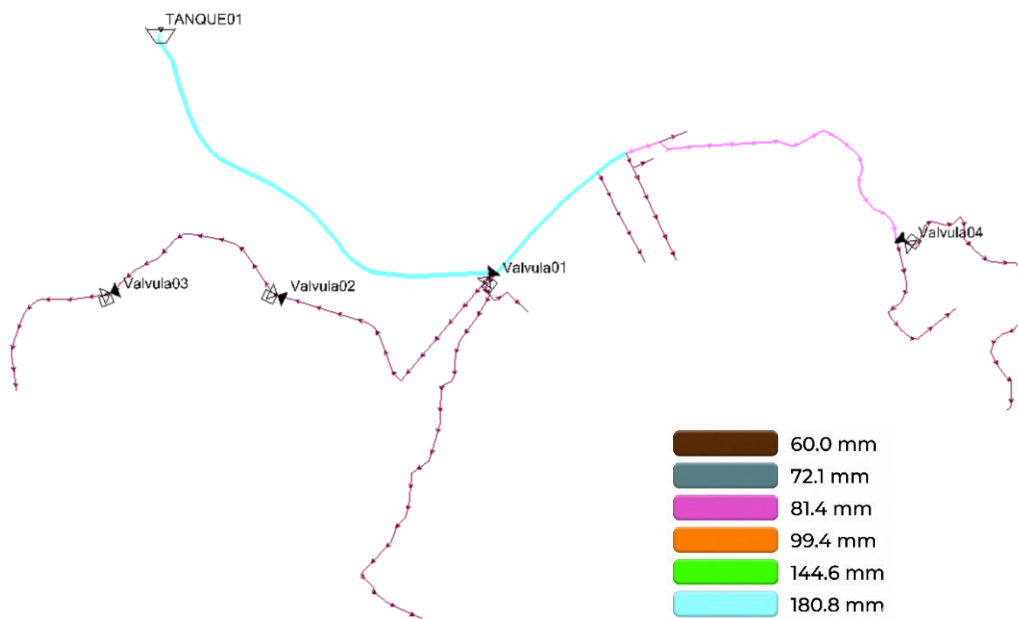 TANQUE01
Valvula04
Valvula01
Valvula03
Valvula02
60.0 mm
72.1 mm
81.4 mm
99.4 mm
144.6 mm
180.8 mm